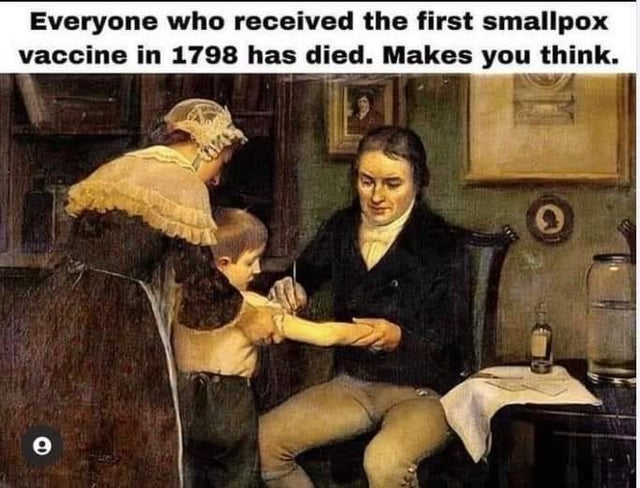 Everyone who received the first smallpox
vaccine in 1798 has died. Makes you think.